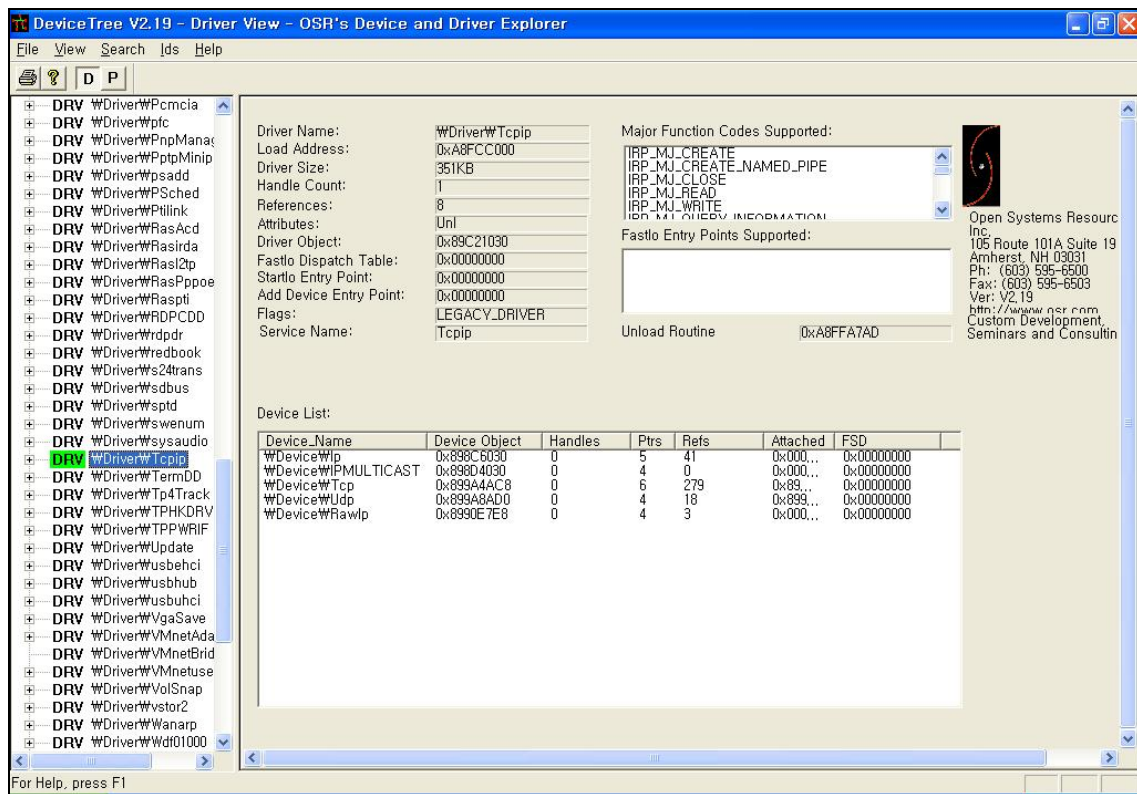 DeviceTree V2.19 - Driver View - OSR's Device and Driver Explorer
File View Search Ids Help
D P
DRV ₩Driver₩Pcmcia
DRV ₩Driver₩pfc
DRV ₩Driver₩PnpManag
DRV ₩Driver₩PptpMinip
DRV ₩Driver₩psadd
DRV ₩Driver₩PSched
DRV ₩Driver₩Ptilink
DRV ₩Driver₩RasAcd
DRV ₩Driver₩Rasirda
DRV ₩Driver₩Rasl2tp
DRV ₩Driver₩RasPppoe
DRV ₩Driver₩Raspti
DRV ₩Driver₩RDPCDD
DRV ₩Driver₩rdpdr
DRV ₩Driver₩redbook
DRV ₩Driver₩s24trans
DRV ₩Driver₩sdbus
DRV ₩Driver₩sptd
DRV ₩Driver₩swenum
DRV ₩Driver₩sysaudio
DRV ₩Driver₩Tcpip
DRV ₩Driver₩TermDD
DRV ₩Driver₩Tp4Track
DRV ₩Driver₩TPHKDRV
DRV ₩Driver₩TPPWRIF
DRV ₩Driver₩Update
DRV ₩Driver₩usbehci
DRV ₩Driver₩usbhub
DRV ₩Driver₩usbuhci
DRV ₩Driver₩VgaSave
DRV ₩Driver₩VMnetAda
DRV ₩Driver₩VMnetBrid
DRV ₩Driver₩VMnetuse
DRV ₩Driver₩VolSnap
DRV ₩Driver₩vstor2
DRV ₩Driver₩Wanarp
DRV ₩Driver₩Wdf01000
Driver Name: ₩Driver₩Tcpip
Load Address: 0xA8FCC000
Driver Size: 351KB
Handle Count: 1
References: 8
Attributes: Unl
Driver Object: 0x89C21030
FastIo Dispatch Table: 0x00000000
StartIo Entry Point: 0x00000000
Add Device Entry Point: 0x00000000
Flags: LEGACY_DRIVER
Service Name: Tcpip
Major Function Codes Supported:
IRP_MJ_CREATE
IRP_MJ_CREATE_NAMED_PIPE
IRP_MJ_CLOSE
IRP_MJ_READ
IRP_MJ_WRITE
IRP_MJ_QUERY_INFORMATION
FastIo Entry Points Supported:
Unload Routine 0xA8FFA7AD
Open Systems Resourc
Inc.
105 Route 101A Suite 19
Amherst, NH 03031
Ph: (603) 595-6500
Fax: (603) 595-6503
Ver: V2.19
http://www.osr.com
Custom Development,
Seminars and Consultin
Device List:
Device_Name Device Object Handles Ptrs Refs Attached FSD
₩Device₩Ip 0x898C6030 0 5 41 0x000... 0x00000000
₩Device₩IPMULTICAST 0x898D4030 0 4 0 0x000... 0x00000000
₩Device₩Tcp 0x899A4AC8 0 6 279 0x89... 0x00000000
₩Device₩Udp 0x899A8AD0 0 4 18 0x899... 0x00000000
₩Device₩RawIp 0x8990E7E8 0 4 3 0x000... 0x00000000
For Help, press F1